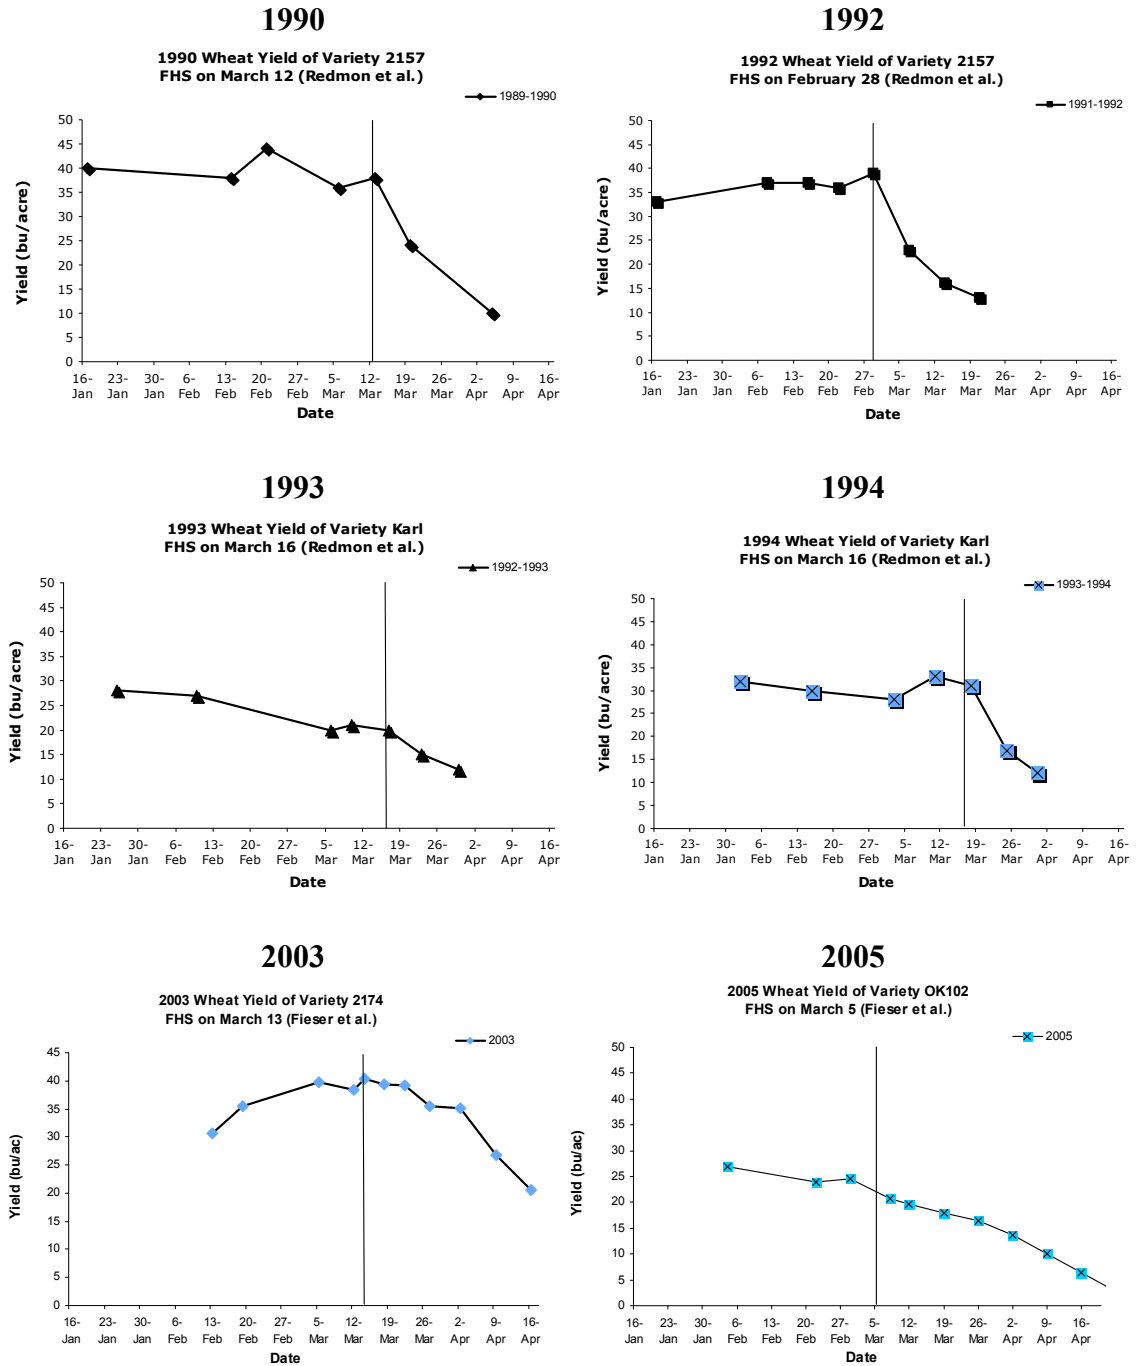 1990
1990 Wheat Yield of Variety 2157
FHS on March 12 (Redmon et al.)
1989-1990
50
45
40
35
30
25
20
15
10
5
0
Yield (bu/acre)
16- 23- 30- 6- 13- 20- 27- 5- 12- 19- 26- 2- 9- 16-
Jan Jan Jan Feb Feb Feb Feb Mar Mar Mar Mar Apr Apr Apr
Date
1992
1992 Wheat Yield of Variety 2157
FHS on February 28 (Redmon et al.)
1991-1992
50
45
40
35
30
25
20
15
10
5
0
Yield (bu/acre)
16- 23- 30- 6- 13- 20- 27- 5- 12- 19- 26- 2- 9- 16-
Jan Jan Jan Feb Feb Feb Feb Mar Mar Mar Mar Apr Apr Apr
Date
1993
1993 Wheat Yield of Variety Karl
FHS on March 16 (Redmon et al.)
1992-1993
50
45
40
35
30
25
20
15
10
5
0
Yield (bu/acre)
16- 23- 30- 6- 13- 20- 27- 5- 12- 19- 26- 2- 9- 16-
Jan Jan Jan Feb Feb Feb Feb Mar Mar Mar Mar Apr Apr Apr
Date
1994
1994 Wheat Yield of Variety Karl
FHS on March 16 (Redmon et al.)
1993-1994
50
45
40
35
30
25
20
15
10
5
0
Yield (bu/acre)
16- 23- 30- 6- 13- 20- 27- 5- 12- 19- 26- 2- 9- 16-
Jan Jan Jan Feb Feb Feb Feb Mar Mar Mar Mar Apr Apr Apr
Date
2003
2003 Wheat Yield of Variety 2174
FHS on March 13 (Fieser et al.)
2003
45
40
35
30
25
20
15
10
5
0
Yield (bu/ac)
16- 23- 30- 6- 13- 20- 27- 5- 12- 19- 26- 2- 9- 16-
Jan Jan Jan Feb Feb Feb Feb Mar Mar Mar Mar Apr Apr Apr
Date
2005
2005 Wheat Yield of Variety OK102
FHS on March 5 (Fieser et al.)
2005
50
45
40
35
30
25
20
15
10
5
0
Yield (bu/ac)
16- 23- 30- 6- 13- 20- 27- 5- 12- 19- 26- 2- 9- 16-
Jan Jan Jan Feb Feb Feb Feb Mar Mar Mar Mar Apr Apr Apr
Date